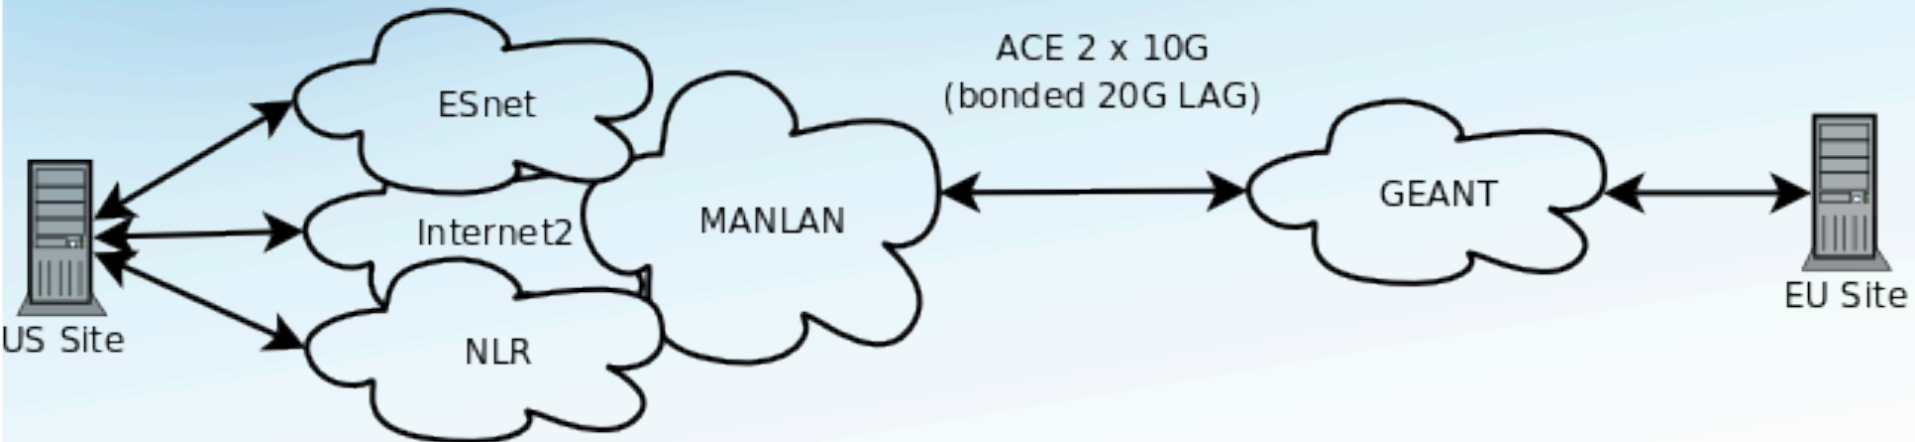 ACE 2 x 10G
(bonded 20G LAG)
ESnet
Internet2
MANLAN
GEANT
NLR
US Site
EU Site